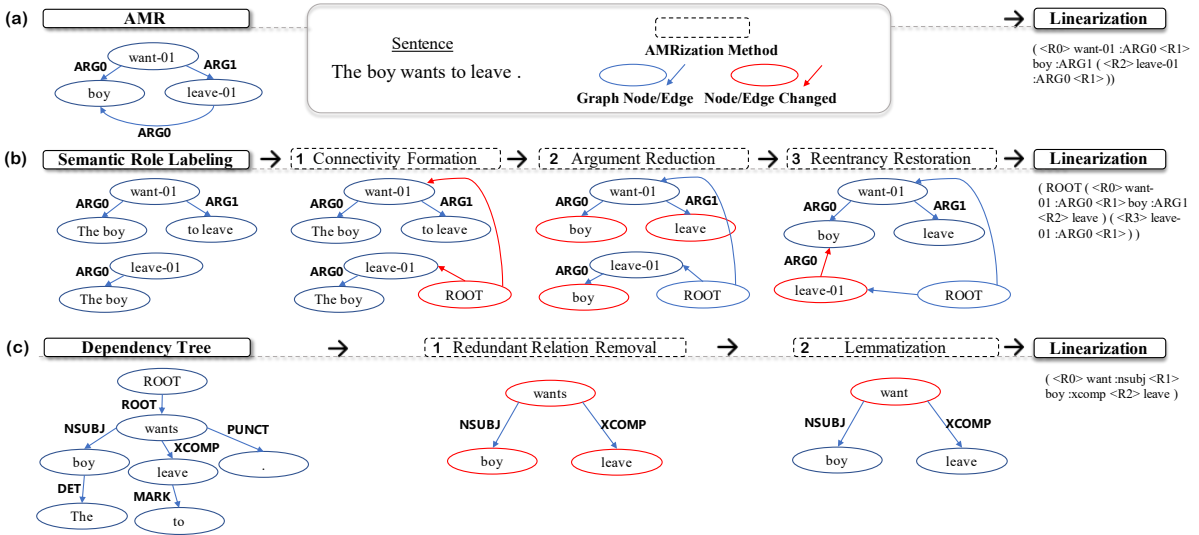 (a)
AMR
want-01
ARG0
ARG1
boy
leave-01
ARG0
Sentence
The boy wants to leave .
AMRization Method
Graph Node/Edge
Node/Edge Changed
Linearization
( <R0> want-01 :ARG0 <R1>
boy :ARG1 ( <R2> leave-01
:ARG0 <R1> ))
(b)
Semantic Role Labeling
want-01
ARG0
ARG1
The boy
to leave
leave-01
ARG0
The boy
1 Connectivity Formation
want-01
ARG0
ARG1
The boy
to leave
leave-01
ARG0
The boy
ROOT
2 Argument Reduction
want-01
ARG0
ARG1
boy
leave
ARG0
leave-01
boy
ROOT
3 Reentrancy Restoration
want-01
ARG0
ARG1
boy
leave
ARG0
leave-01
ROOT
Linearization
( ROOT ( <R0> want-
01 :ARG0 <R1> boy :ARG1
<R2> leave ) ( <R3> leave-
01 :ARG0 <R1> ) )
(c)
Dependency Tree
ROOT
ROOT
NSUBJ
wants
PUNCT
XCOMP
boy
leave
.
DET
MARK
The
to
1 Redundant Relation Removal
wants
NSUBJ
XCOMP
boy
leave
2 Lemmatization
want
NSUBJ
XCOMP
boy
leave
Linearization
( <R0> want :nsubj <R1>
boy :xcomp <R2> leave )